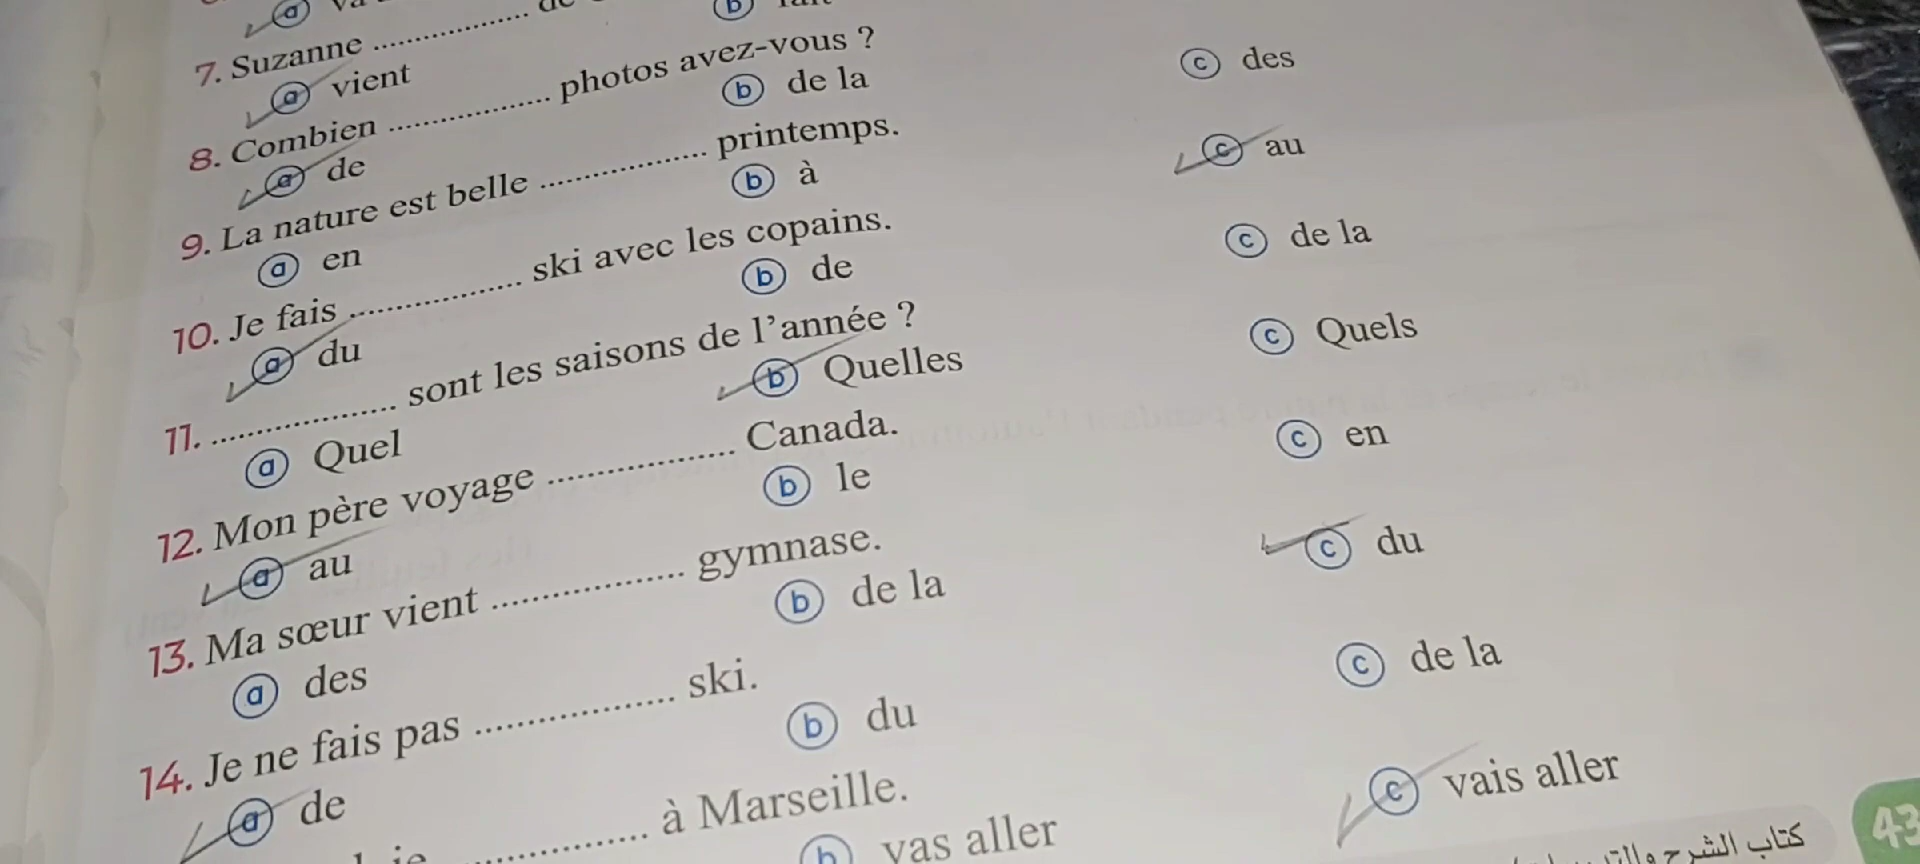 7. Suzanne ................
ⓐ vient
8. Combien ................ photos avez-vous ?
ⓐ de ⓑ de la ⓒ des
9. La nature est belle ................ printemps.
ⓐ en ⓑ à ⓒ au
10. Je fais ................ ski avec les copains.
ⓐ du ⓑ de ⓒ de la
11. ................ sont les saisons de l'année ?
ⓐ Quel ⓑ Quelles ⓒ Quels
12. Mon père voyage ................ Canada.
ⓐ au ⓑ le ⓒ en
13. Ma sœur vient ................ gymnase.
ⓐ des ⓑ de la ⓒ du
14. Je ne fais pas ................ ski.
ⓐ de ⓑ du ⓒ de la
................ à Marseille.
ⓑ vas aller ⓒ vais aller
كتاب الشرح
43